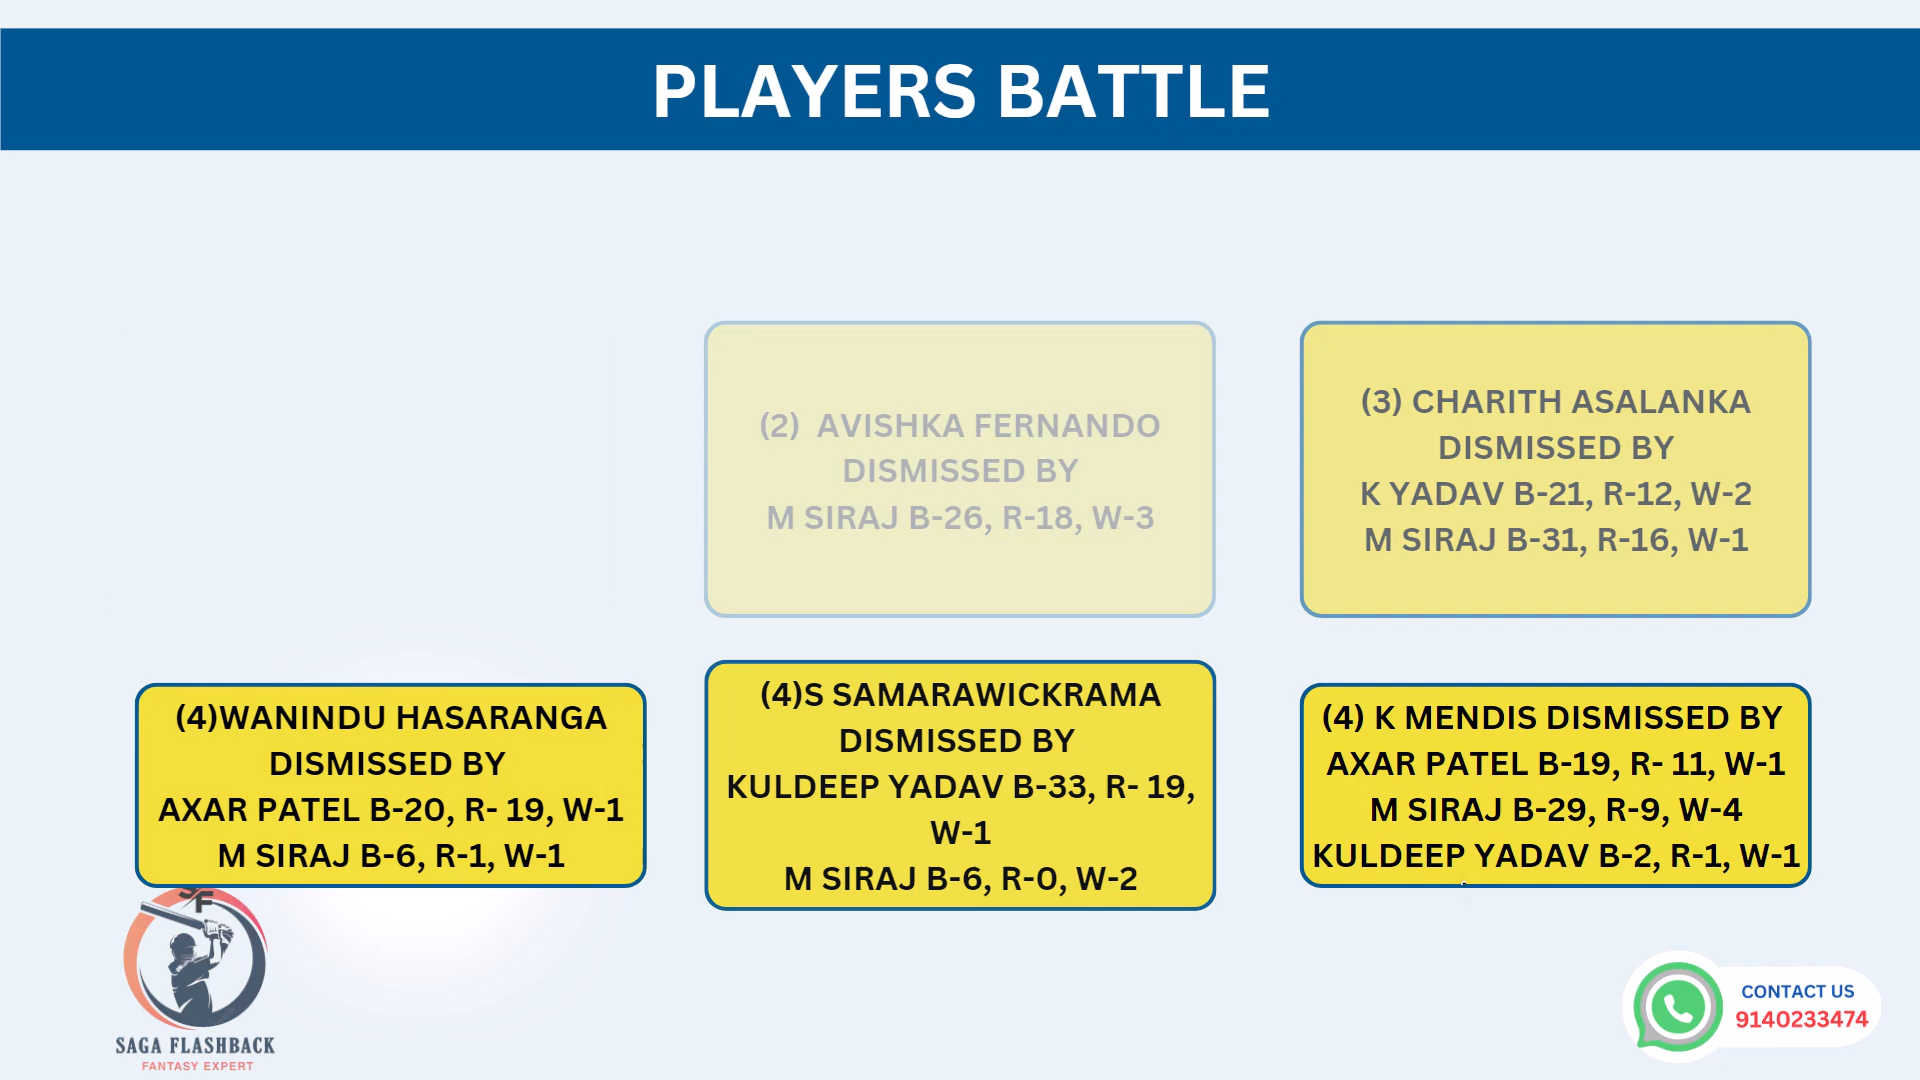 PLAYERS BATTLE
(2) AVISHKA FERNANDO
DISMISSED BY
M SIRAJ B-26, R-18, W-3
(3) CHARITH ASALANKA
DISMISSED BY
K YADAV B-21, R-12, W-2
M SIRAJ B-31, R-16, W-1
(4)WANINDU HASARANGA
DISMISSED BY
AXAR PATEL B-20, R- 19, W-1
M SIRAJ B-6, R-1, W-1
(4)S SAMARAWICKRAMA
DISMISSED BY
KULDEEP YADAV B-33, R- 19,
W-1
M SIRAJ B-6, R-0, W-2
(4) K MENDIS DISMISSED BY
AXAR PATEL B-19, R- 11, W-1
M SIRAJ B-29, R-9, W-4
KULDEEP YADAV B-2, R-1, W-1
SF
SAGA FLASHBACK
FANTASY EXPERT
CONTACT US
9140233474